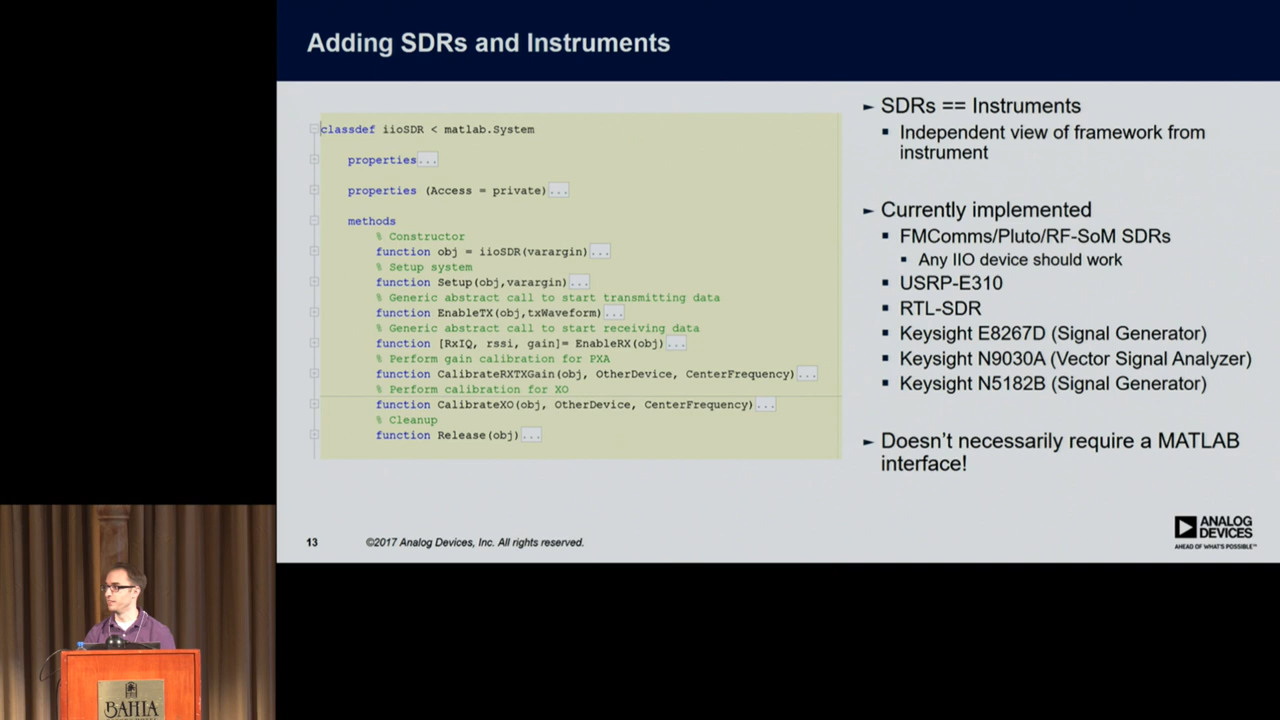 Adding SDRs and Instruments
classdef iioSDR < matlab.System
properties...
properties (Access = private)...
methods
% Constructor
function obj = iioSDR(varargin)...
% Setup system
function Setup(obj,varargin)...
% Generic abstract call to start transmitting data
function EnableTX(obj,txWaveform)...
% Generic abstract call to start receiving data
function [RxIQ, rssi, gain]= EnableRX(obj)...
% Perform gain calibration for PXA
function CalibrateRXTXGain(obj, OtherDevice, CenterFrequency)...
% Perform calibration for XO
function CalibrateXO(obj, OtherDevice, CenterFrequency)...
% Cleanup
function Release(obj)...
► SDRs == Instruments
▪ Independent view of framework from
instrument
► Currently implemented
▪ FMComms/Pluto/RF-SoM SDRs
▪ Any IIO device should work
▪ USRP-E310
▪ RTL-SDR
▪ Keysight E8267D (Signal Generator)
▪ Keysight N9030A (Vector Signal Analyzer)
▪ Keysight N5182B (Signal Generator)
► Doesn't necessarily require a MATLAB
interface!
13 ©2017 Analog Devices, Inc. All rights reserved.
ANALOG
DEVICES
AHEAD OF WHAT'S POSSIBLE™
BAHIA